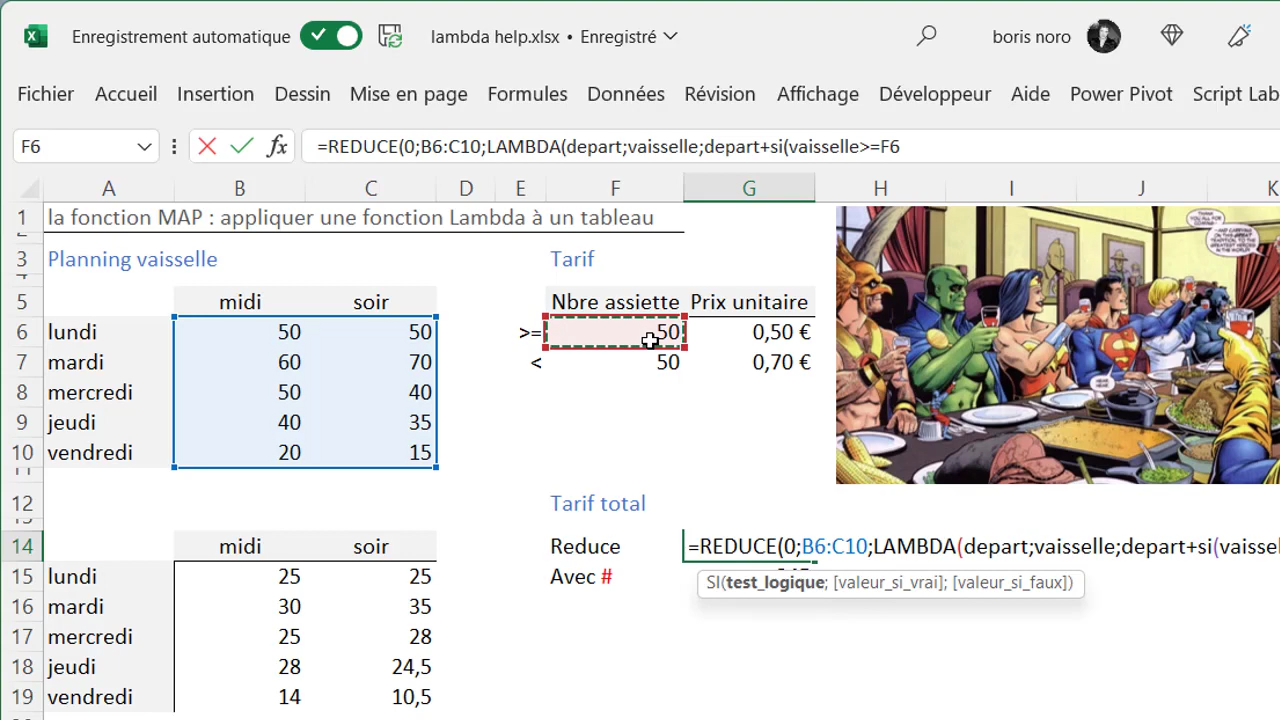 Enregistrement automatique lambda help.xlsx • Enregistré boris noro
Fichier Accueil Insertion Dessin Mise en page Formules Données Révision Affichage Développeur Aide Power Pivot Script Lab
F6 fx =REDUCE(0;B6:C10;LAMBDA(depart;vaisselle;depart+si(vaisselle>=F6
A B C D E F G H I J K
1 la fonction MAP : appliquer une fonction Lambda à un tableau
3 Planning vaisselle Tarif
5 midi soir Nbre assiette Prix unitaire
6 lundi 50 50 >= 50 0,50 €
7 mardi 60 70 < 50 0,70 €
8 mercredi 50 40
9 jeudi 40 35
10 vendredi 20 15
12 Tarif total
14 midi soir Reduce =REDUCE(0;B6:C10;LAMBDA(depart;vaisselle;depart+si(vaisse
15 lundi 25 25 Avec #
SI(test_logique; [valeur_si_vrai]; [valeur_si_faux])
16 mardi 30 35
17 mercredi 25 28
18 jeudi 28 24,5
19 vendredi 14 10,5